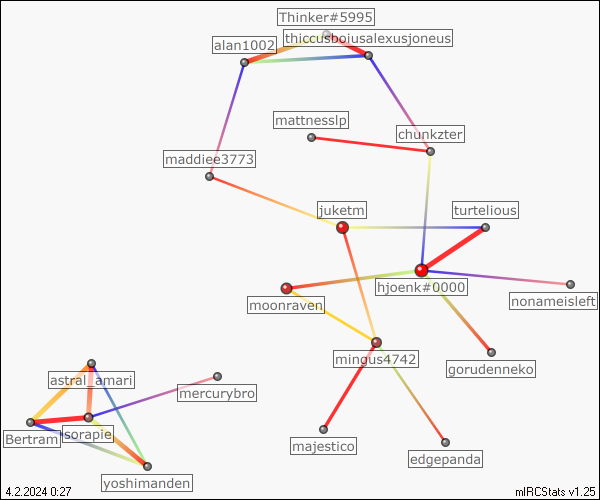 Thinker#5995
alan1002
thiccusboiusalexusjoneus
mattnesslp
chunkzter
maddiee3773
juketm
turtelious
hjoenk#0000
nonameisleft
moonraven
mingus4742
gorudenneko
astral_amari
mercurybro
Bertram
sorapie
majestico
edgepanda
yoshimanden
4.2.2024 0:27
mIRCStats v1.25